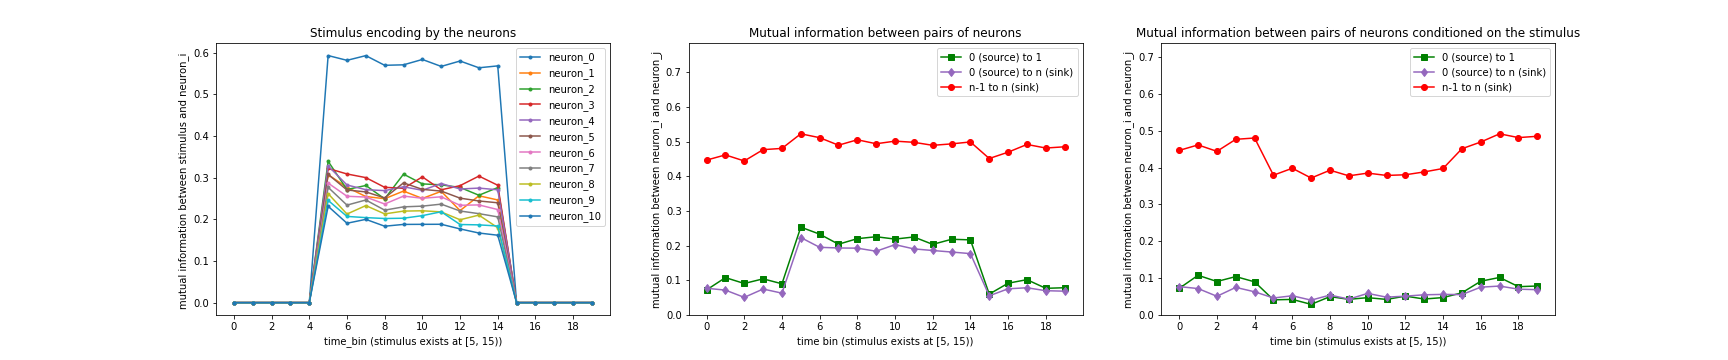 Stimulus encoding by the neurons
mutual information between stimulus and neuron_i
0.6
0.5
0.4
0.3
0.2
0.1
0.0
neuron_0
neuron_1
neuron_2
neuron_3
neuron_4
neuron_5
neuron_6
neuron_7
neuron_8
neuron_9
neuron_10
0 2 4 6 8 10 12 14 16 18
time_bin (stimulus exists at [5, 15))
Mutual information between pairs of neurons
mutual information between neuron_i and neuron_j
0.7
0.6
0.5
0.4
0.3
0.2
0.1
0.0
0 (source) to 1
0 (source) to n (sink)
n-1 to n (sink)
0 2 4 6 8 10 12 14 16 18
time bin (stimulus exists at [5, 15))
Mutual information between pairs of neurons conditioned on the stimulus
mutual information between neuron_i and neuron_j
0.7
0.6
0.5
0.4
0.3
0.2
0.1
0.0
0 (source) to 1
0 (source) to n (sink)
n-1 to n (sink)
0 2 4 6 8 10 12 14 16 18
time bin (stimulus exists at [5, 15))